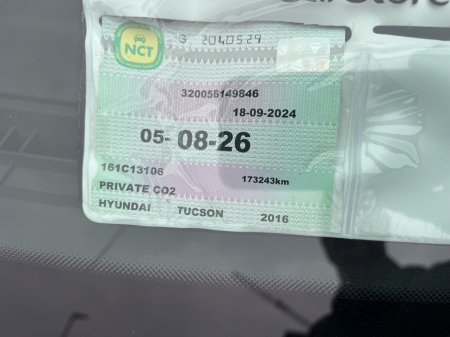 NCT
S 2040529
320056149846
18-09-2024
05- 08-26
161C13106
173243km
PRIVATE CO2
HYUNDAI TUCSON 2016